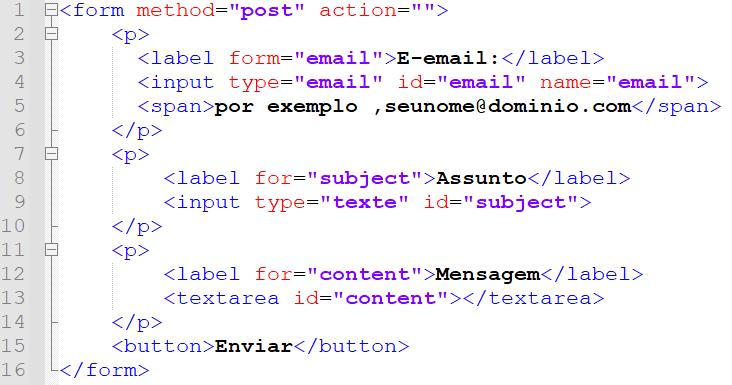 1 <form method="post" action="">
2 <p>
3 <label form="email">E-email:</label>
4 <input type="email" id="email" name="email">
5 <span>por exemplo ,seunome@dominio.com</span>
6 </p>
7 <p>
8 <label for="subject">Assunto</label>
9 <input type="texte" id="subject">
10 </p>
11 <p>
12 <label for="content">Mensagem</label>
13 <textarea id="content"></textarea>
14 </p>
15 <button>Enviar</button>
16 </form>